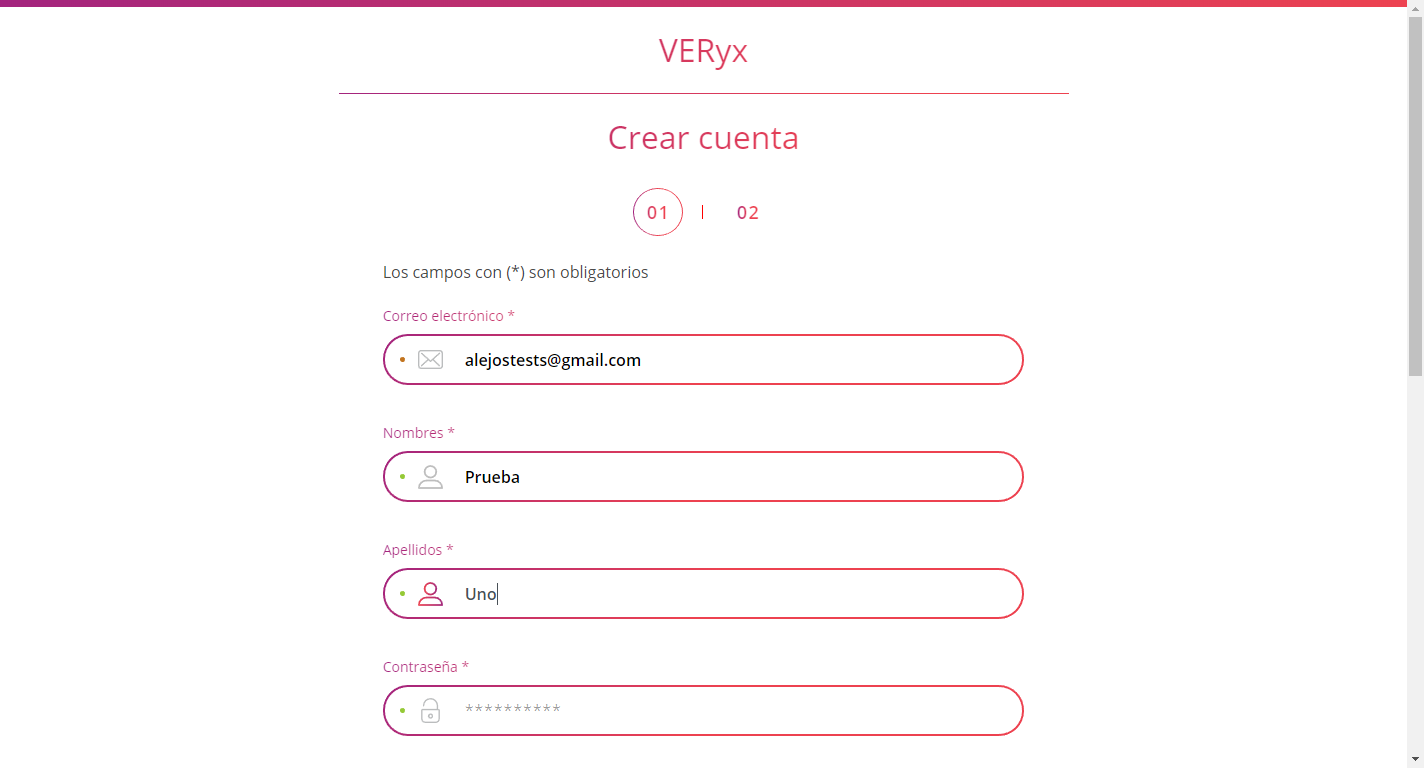 VERyx
Crear cuenta
01 | 02
Los campos con (*) son obligatorios
Correo electrónico *
alejostests@gmail.com
Nombres *
Prueba
Apellidos *
Uno
Contraseña *
**********